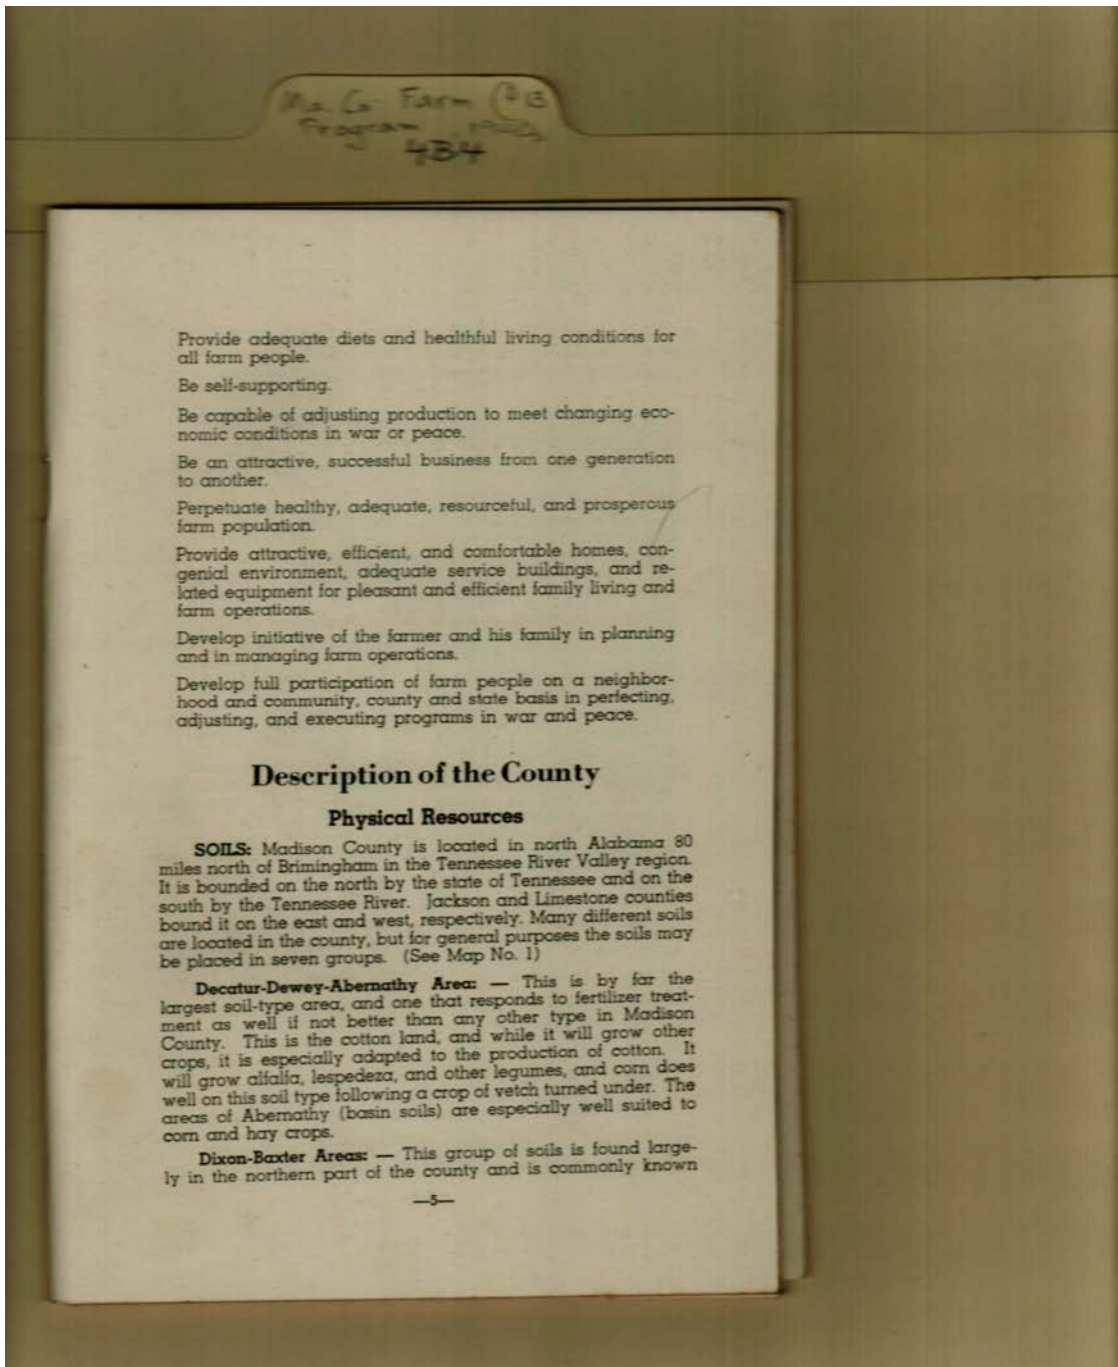 Ma. Co. Farm
Program
4B4
Provide adequate diets and healthful living conditions for
all farm people.
Be self-supporting.
Be capable of adjusting production to meet changing eco-
nomic conditions in war or peace.
Be an attractive, successful business from one generation
to another.
Perpetuate healthy, adequate, resourceful, and prosperous
farm population.
Provide attractive, efficient, and comfortable homes, con-
genial environment, adequate service buildings, and re-
lated equipment for pleasant and efficient family living and
farm operations.
Develop initiative of the farmer and his family in planning
and in managing farm operations.
Develop full participation of farm people on a neighbor-
hood and community, county and state basis in perfecting,
adjusting, and executing programs in war and peace.
Description of the County
Physical Resources
SOILS: Madison County is located in north Alabama 80
miles north of Brimingham in the Tennessee River Valley region.
It is bounded on the north by the state of Tennessee and on the
south by the Tennessee River. Jackson and Limestone counties
bound it on the east and west, respectively. Many different soils
are located in the county, but for general purposes the soils may
be placed in seven groups. (See Map No. 1)
Decatur-Dewey-Abernathy Area: — This is by far the
largest soil-type area, and one that responds to fertilizer treat-
ment as well if not better than any other type in Madison
County. This is the cotton land, and while it will grow other
crops, it is especially adapted to the production of cotton. It
will grow alfalfa, lespedeza, and other legumes, and corn does
well on this soil type following a crop of vetch turned under. The
areas of Abernathy (basin soils) are especially well suited to
corn and hay crops.
Dixon-Baxter Areas: — This group of soils is found large-
ly in the northern part of the county and is commonly known
—5—